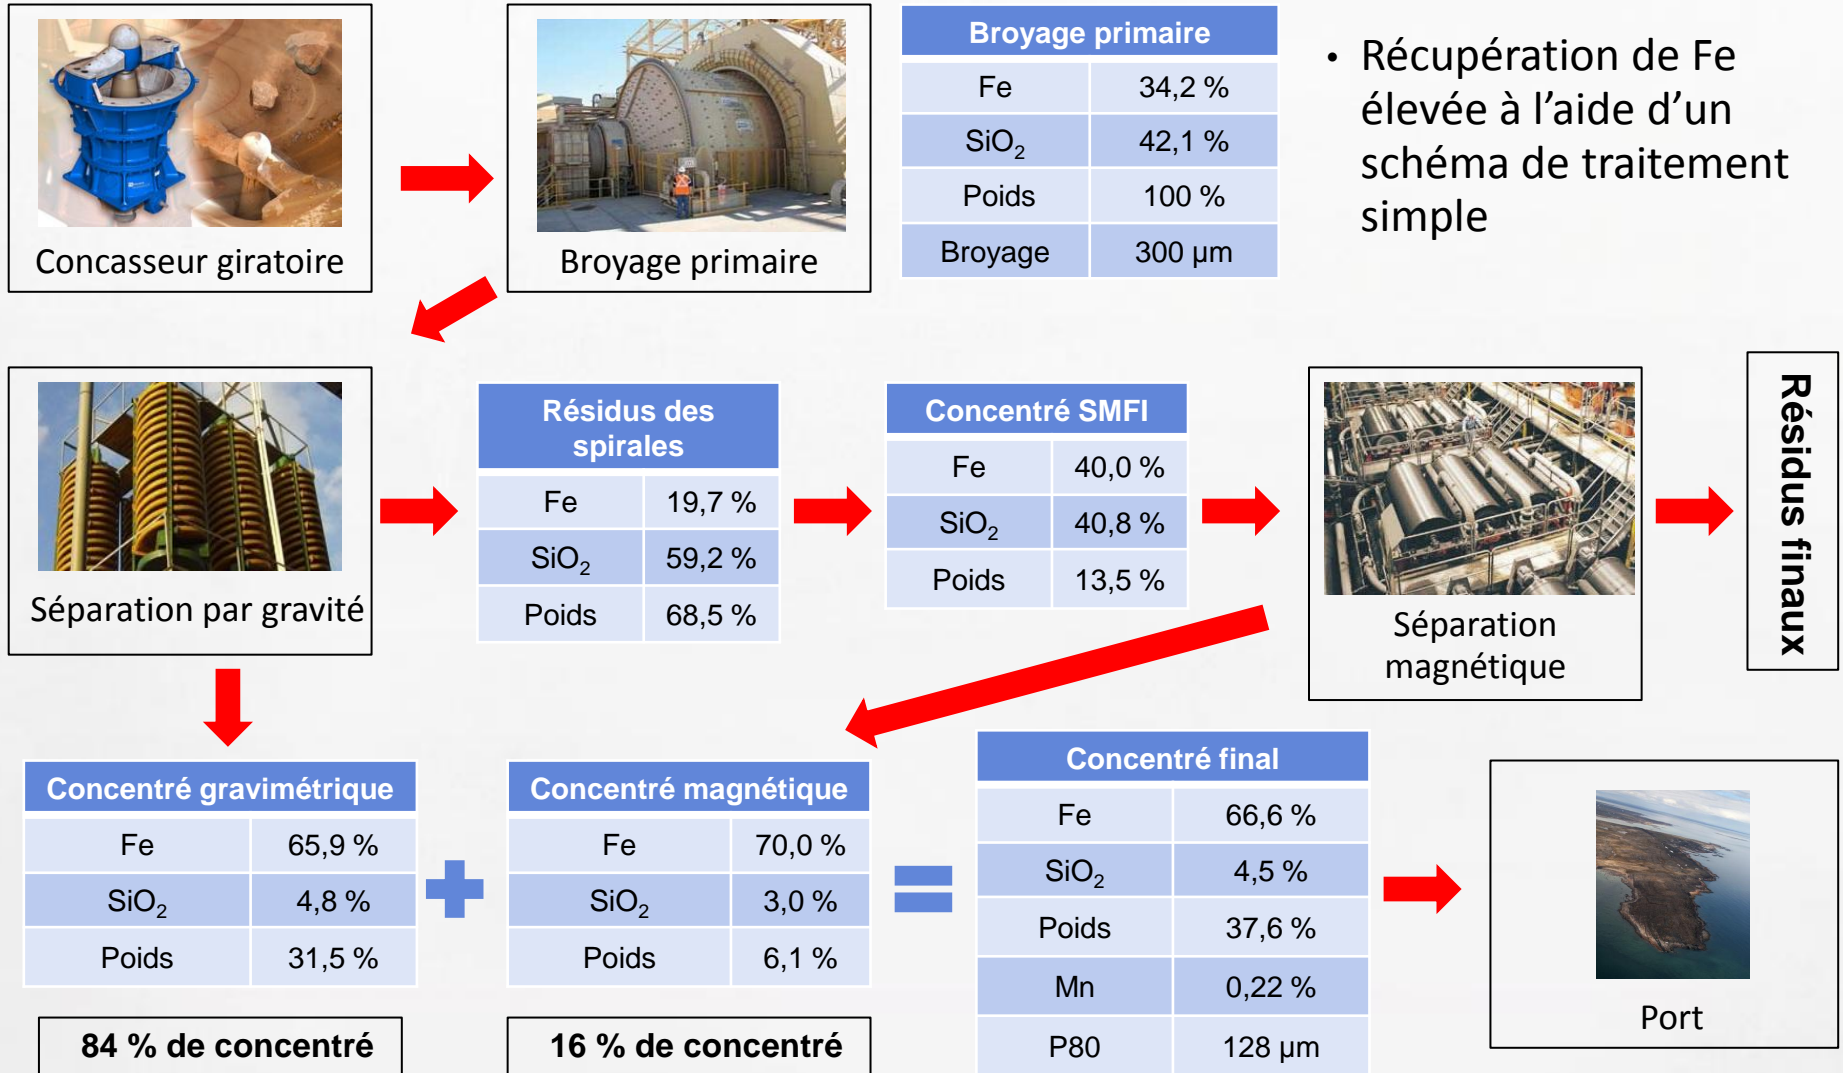 Concasseur giratoire
Broyage primaire
Broyage primaire
Fe 34,2 %
SiO₂ 42,1 %
Poids 100 %
Broyage 300 µm
• Récupération de Fe
élevée à l’aide d’un
schéma de traitement
simple
Séparation par gravité
Résidus des
spirales
Fe 19,7 %
SiO₂ 59,2 %
Poids 68,5 %
Concentré SMFI
Fe 40,0 %
SiO₂ 40,8 %
Poids 13,5 %
Séparation
magnétique
Résidus finaux
Concentré gravimétrique
Fe 65,9 %
SiO₂ 4,8 %
Poids 31,5 %
84 % de concentré
Concentré magnétique
Fe 70,0 %
SiO₂ 3,0 %
Poids 6,1 %
16 % de concentré
Concentré final
Fe 66,6 %
SiO₂ 4,5 %
Poids 37,6 %
Mn 0,22 %
P80 128 µm
Port